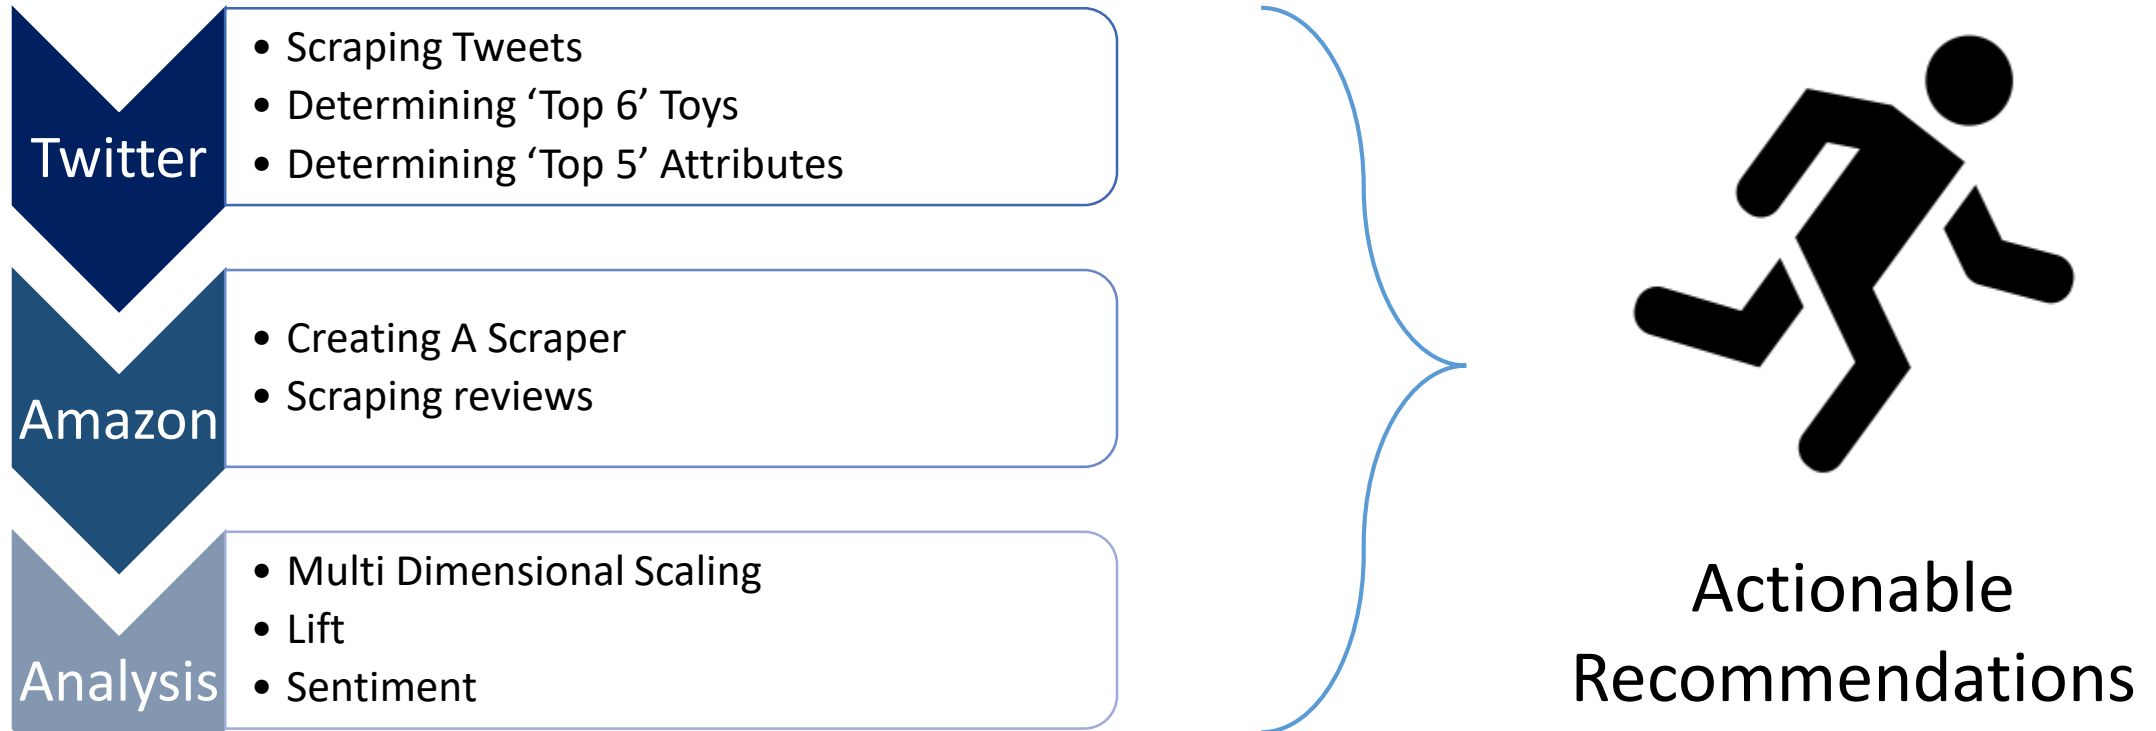 Twitter
• Scraping Tweets
• Determining ‘Top 6’ Toys
• Determining ‘Top 5’ Attributes
Amazon
• Creating A Scraper
• Scraping reviews
Analysis
• Multi Dimensional Scaling
• Lift
• Sentiment
Actionable
Recommendations